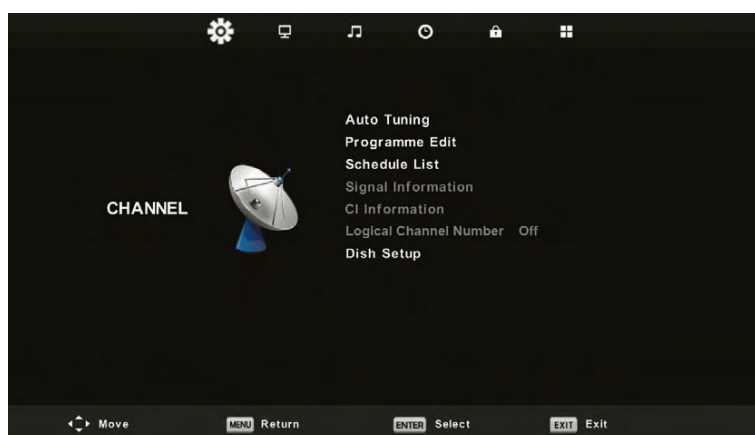 CHANNEL
Auto Tuning
Programme Edit
Schedule List
Signal Information
CI Information
Logical Channel Number Off
Dish Setup
Move MENU Return ENTER Select EXIT Exit